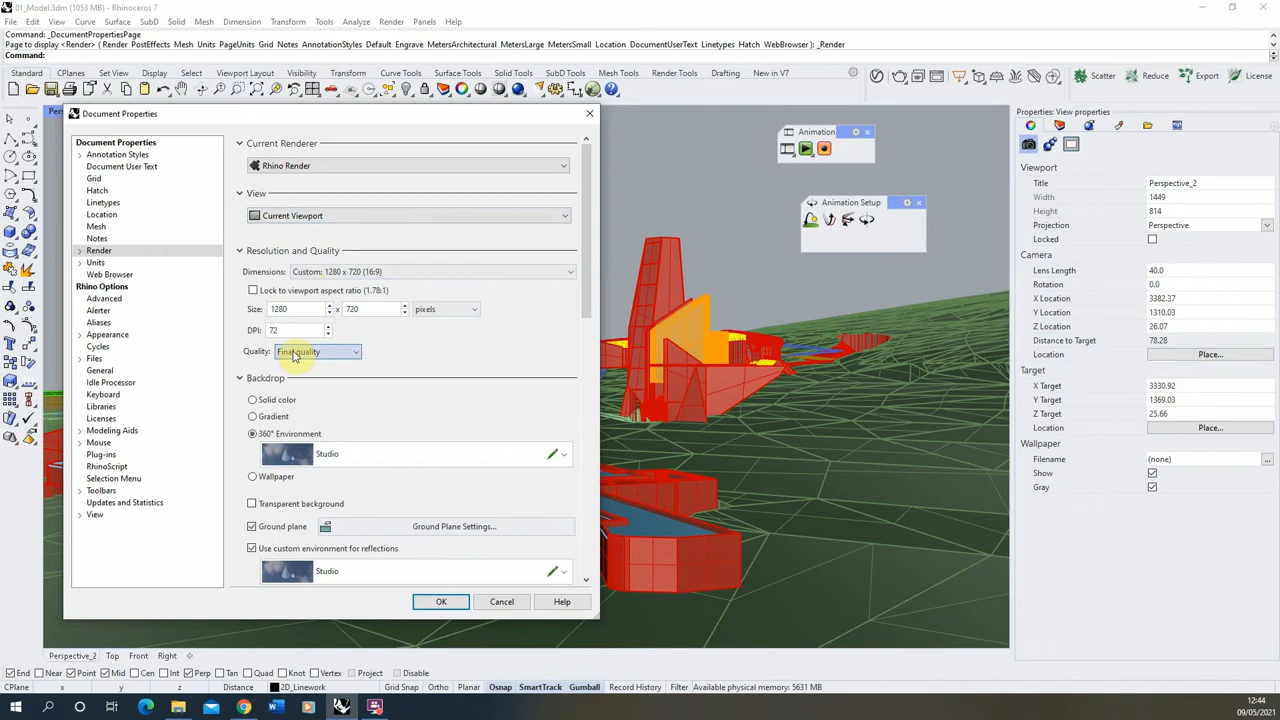 01_Model.3dm (1053 MB) - Rhinoceros 7
File Edit View Curve Surface SubD Solid Mesh Dimension Transform Tools Analyze Render Panels Help
Command: _DocumentPropertiesPage
Page to display <Render> ( Render PostEffects Mesh Units PageUnits Grid Notes AnnotationStyles Default Engrave MetersArchitectural MetersLarge MetersSmall Location DocumentUserText Linetypes Hatch WebBrowser ): _Render
Command:
Standard CPlanes Set View Display Select Viewport Layout Visibility Transform Curve Tools Surface Tools Solid Tools SubD Tools Mesh Tools Render Tools Drafting New in V7
Scatter Reduce Export License
Document Properties
Document Properties
Annotation Styles
Document User Text
Grid
Hatch
Linetypes
Location
Mesh
Notes
Render
Units
Web Browser
Rhino Options
Advanced
Alerter
Aliases
Appearance
Cycles
Files
General
Idle Processor
Keyboard
Libraries
Licenses
Modeling Aids
Mouse
Plug-ins
RhinoScript
Selection Menu
Toolbars
Updates and Statistics
View
Current Renderer
Rhino Render
View
Current Viewport
Resolution and Quality
Dimensions: Custom: 1280 x 720 (16:9)
Lock to viewport aspect ratio (1.78:1)
Size: 1280 x 720 pixels
DPI: 72
Quality: Final quality
Backdrop
Solid color
Gradient
360° Environment
Studio
Wallpaper
Transparent background
Ground plane Ground Plane Settings...
Use custom environment for reflections
Studio
OK Cancel Help
Animation
Animation Setup
Properties: View properties
Viewport
Title Perspective_2
Width 1449
Height 814
Projection Perspective
Locked
Camera
Lens Length 40.0
Rotation 0.0
X Location 3382.37
Y Location 1310.02
Z Location 26.07
Distance to Target 78.28
Location Place...
Target
X Target 3330.92
Y Target 1369.03
Z Target 25.66
Location Place...
Wallpaper
Filename (none) ...
Show
Gray
Perspective_2 Top Front Right
End Near Point Mid Cen Int Perp Tan Quad Knot Vertex Project Disable
CPlane x y z Distance 2D_Linework Grid Snap Ortho Planar Osnap SmartTrack Gumball Record History Filter Available physical memory: 5631 MB
12:44
09/05/2021